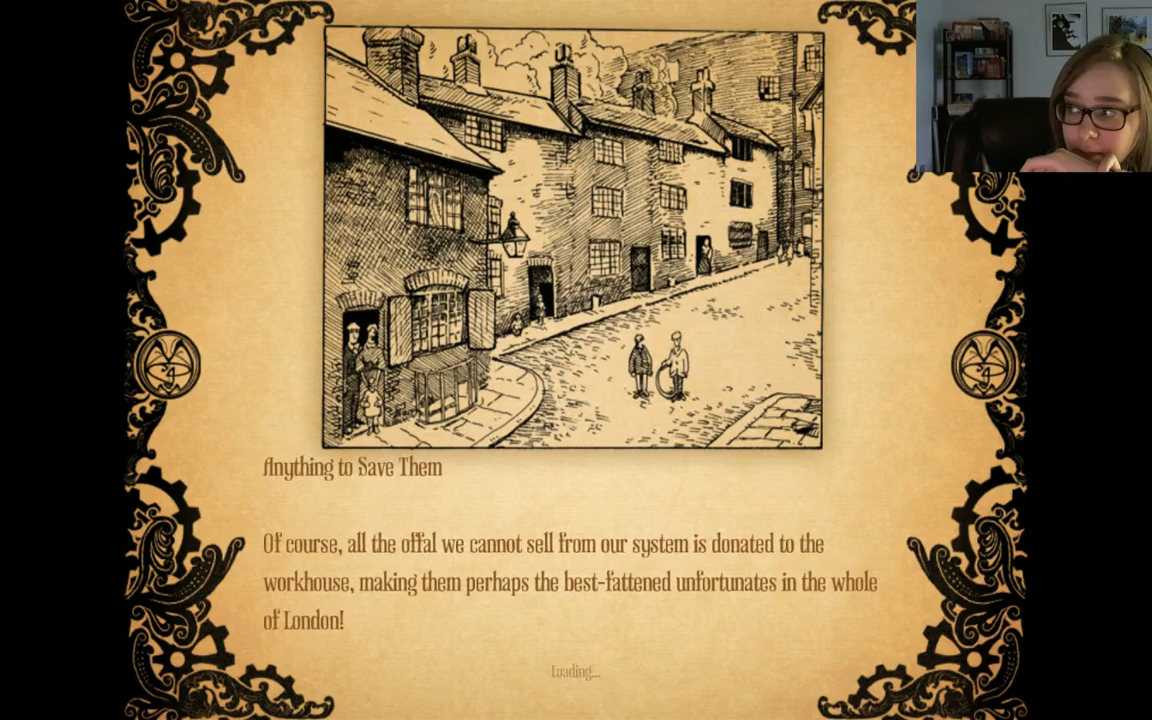 Anything to Save Them
Of course, all the offal we cannot sell from our system is donated to the
workhouse, making them perhaps the best-fattened unfortunates in the whole
of London!
Loading...